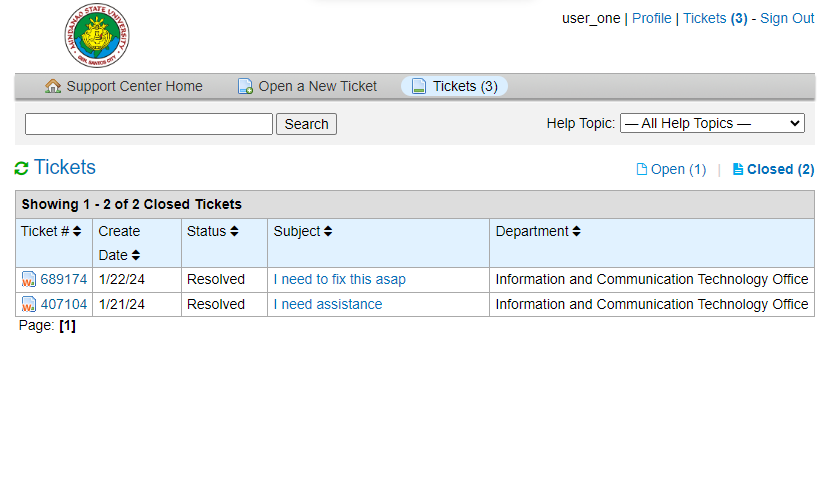 MINDANAO STATE UNIVERSITY
GEN. SANTOS CITY
user_one | Profile | Tickets (3) - Sign Out
Support Center Home Open a New Ticket Tickets (3)
Search Help Topic: — All Help Topics —
Tickets Open (1) | Closed (2)
Showing 1 - 2 of 2 Closed Tickets
Ticket # Create Date Status Subject Department
689174 1/22/24 Resolved I need to fix this asap Information and Communication Technology Office
407104 1/21/24 Resolved I need assistance Information and Communication Technology Office
Page: [1]